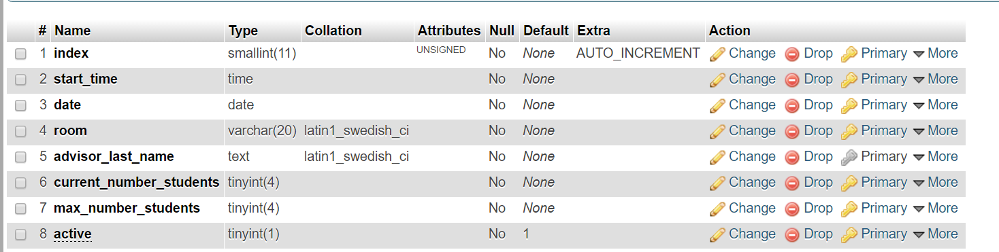 # Name Type Collation Attributes Null Default Extra Action
1 index smallint(11) UNSIGNED No None AUTO_INCREMENT Change Drop Primary More
2 start_time time No None Change Drop Primary More
3 date date No None Change Drop Primary More
4 room varchar(20) latin1_swedish_ci No None Change Drop Primary More
5 advisor_last_name text latin1_swedish_ci No None Change Drop Primary More
6 current_number_students tinyint(4) No None Change Drop Primary More
7 max_number_students tinyint(4) No None Change Drop Primary More
8 active tinyint(1) No 1 Change Drop Primary More